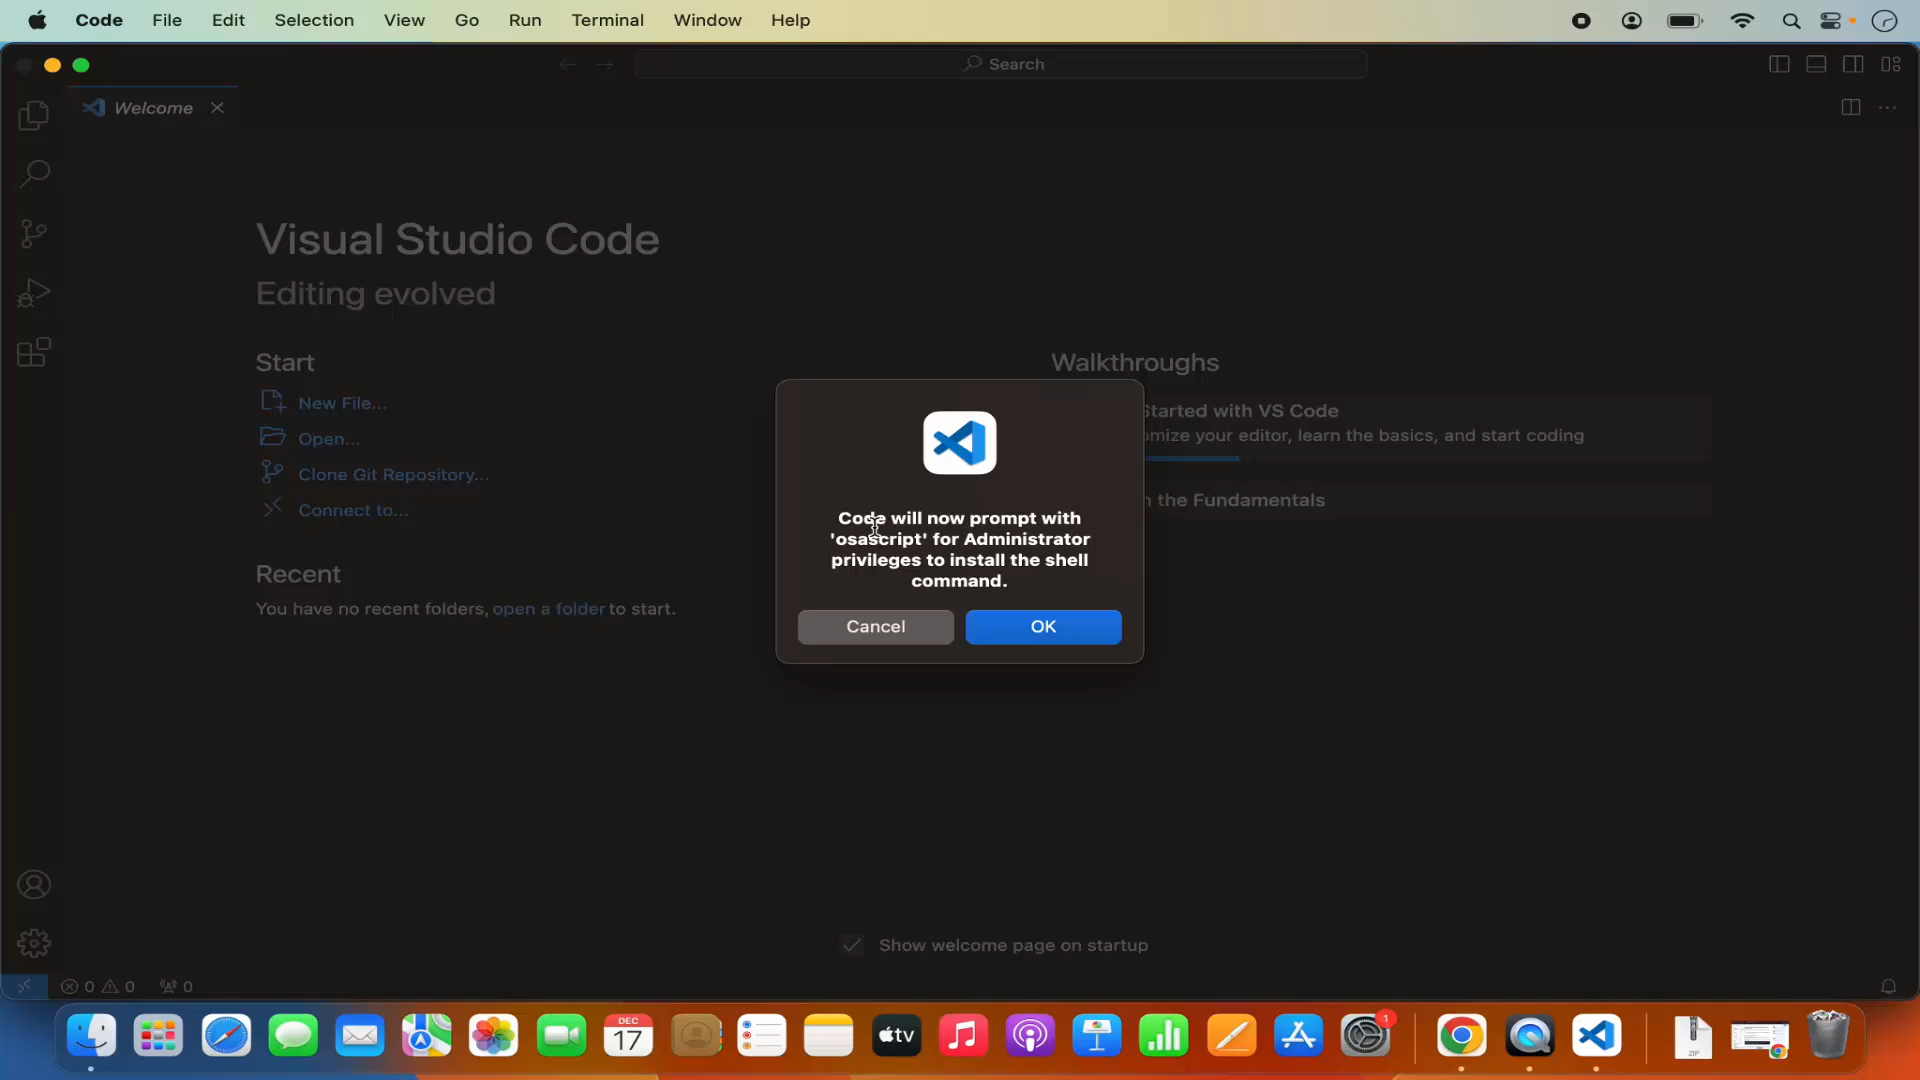 Code File Edit Selection View Go Run Terminal Window Help
Search
Welcome
Visual Studio Code
Editing evolved
Start
New File...
Open...
Clone Git Repository...
Connect to...
Recent
You have no recent folders, open a folder to start.
Walkthroughs
Started with VS Code
omize your editor, learn the basics, and start coding
n the Fundamentals
Code will now prompt with
'osascript' for Administrator
privileges to install the shell
command.
Cancel OK
Show welcome page on startup
0 0 0
DEC
17
tv
1
ZIP